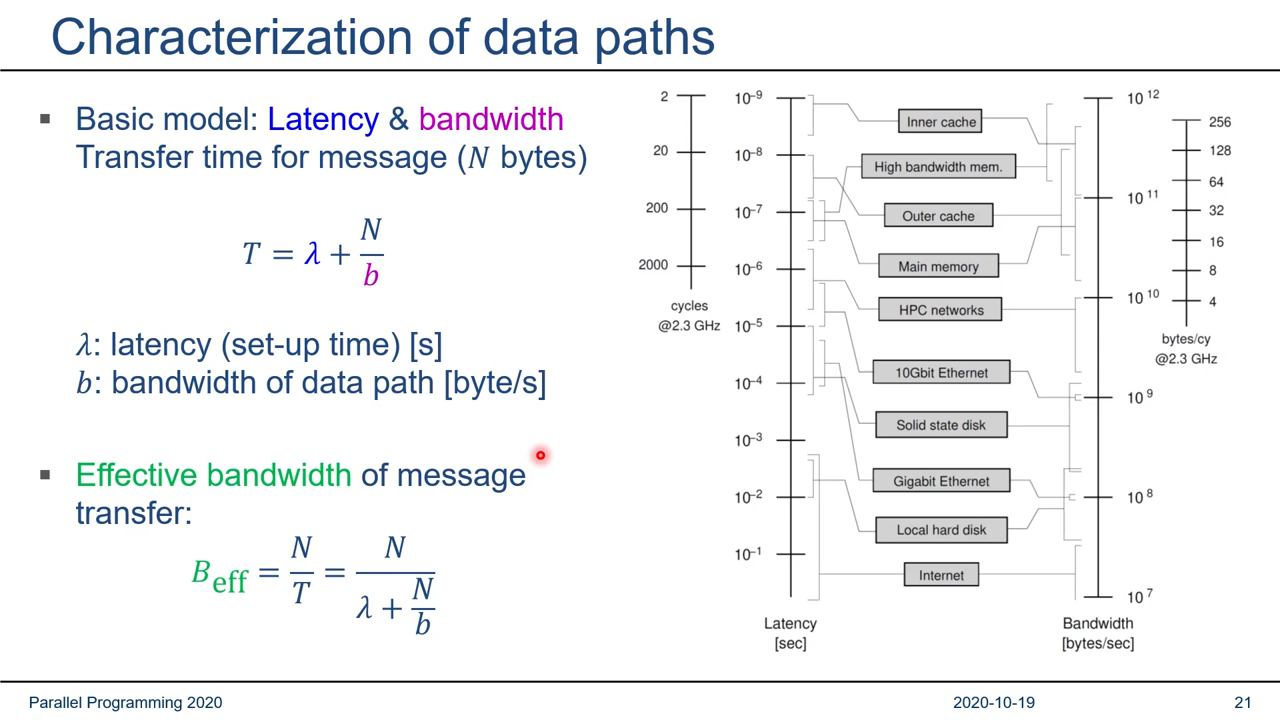 Characterization of data paths
▪ Basic model: Latency & bandwidth
Transfer time for message (N bytes)
T = λ + N/b
λ: latency (set-up time) [s]
b: bandwidth of data path [byte/s]
▪ Effective bandwidth of message
transfer:
B_eff = N/T = N/(λ + N/b)
2
20
200
2000
cycles
@2.3 GHz
10⁻⁹
10⁻⁸
10⁻⁷
10⁻⁶
10⁻⁵
10⁻⁴
10⁻³
10⁻²
10⁻¹
Latency
[sec]
Inner cache
High bandwidth mem.
Outer cache
Main memory
HPC networks
10Gbit Ethernet
Solid state disk
Gigabit Ethernet
Local hard disk
Internet
10¹²
10¹¹
10¹⁰
10⁹
10⁸
10⁷
Bandwidth
[bytes/sec]
256
128
64
32
16
8
4
bytes/cy
@2.3 GHz
Parallel Programming 2020
2020-10-19
21